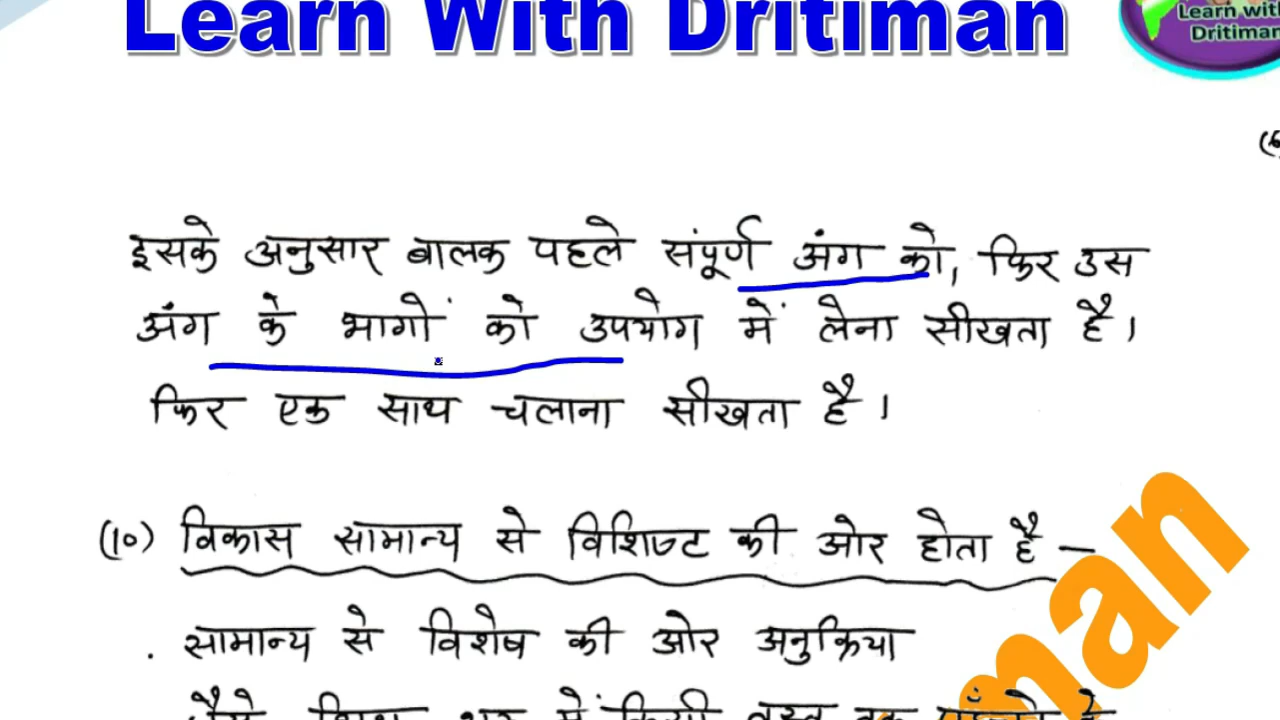 Learn With Dritiman
Learn with
Dritiman
इसके अनुसार बालक पहले संपूर्ण अंग को, फिर उस
अंग के भागों को उपयोग में लेना सीखता है।
फिर एक साथ चलाना सीखता है।
(10) विकास सामान्य से विशिष्ट की ओर होता है —
सामान्य से विशेष की ओर अनुक्रिया
man